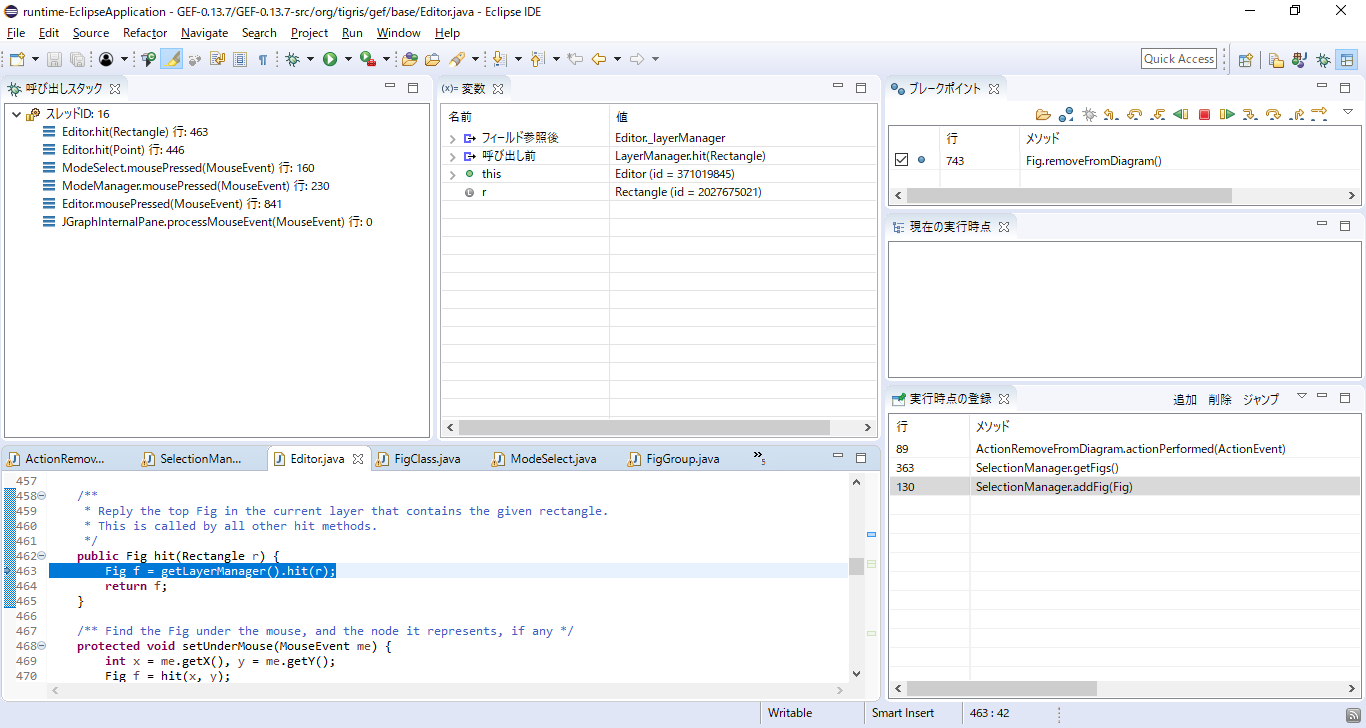 runtime-EclipseApplication - GEF-0.13.7/GEF-0.13.7-src/org/tigris/gef/base/Editor.java - Eclipse IDE
File Edit Source Refactor Navigate Search Project Run Window Help
Quick Access
呼び出しスタック
スレッドID: 16
Editor.hit(Rectangle) 行: 463
Editor.hit(Point) 行: 446
ModeSelect.mousePressed(MouseEvent) 行: 160
ModeManager.mousePressed(MouseEvent) 行: 230
Editor.mousePressed(MouseEvent) 行: 841
JGraphInternalPane.processMouseEvent(MouseEvent) 行: 0
(x)= 変数
名前 値
フィールド参照後 Editor._layerManager
呼び出し前 LayerManager.hit(Rectangle)
this Editor (id = 371019845)
r Rectangle (id = 2027675021)
ブレークポイント
行 メソッド
743 Fig.removeFromDiagram()
現在の実行時点
実行時点の登録 追加 削除 ジャンプ
行 メソッド
89 ActionRemoveFromDiagram.actionPerformed(ActionEvent)
363 SelectionManager.getFigs()
130 SelectionManager.addFig(Fig)
ActionRemov... SelectionMan... Editor.java FigClass.java ModeSelect.java FigGroup.java »5
457
458 /**
459 * Reply the top Fig in the current layer that contains the given rectangle.
460 * This is called by all other hit methods.
461 */
462 public Fig hit(Rectangle r) {
463 Fig f = getLayerManager().hit(r);
464 return f;
465 }
466
467 /** Find the Fig under the mouse, and the node it represents, if any */
468 protected void setUnderMouse(MouseEvent me) {
469 int x = me.getX(), y = me.getY();
470 Fig f = hit(x, y);
Writable Smart Insert 463 : 42